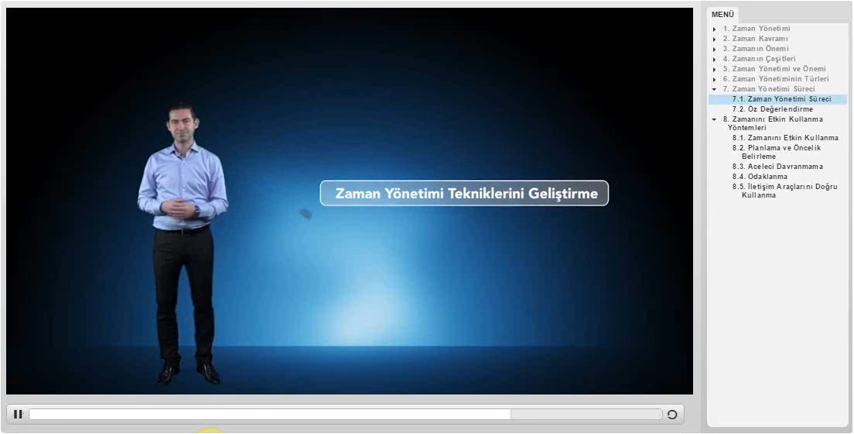 Zaman Yönetimi Tekniklerini Geliştirme
MENÜ
1. Zaman Yönetimi
2. Zaman Kavramı
3. Zamanın Önemi
4. Zamanın Çeşitleri
5. Zaman Yönetimi ve Önemi
6. Zaman Yönetiminin Türleri
7. Zaman Yönetimi Süreci
7.1. Zaman Yönetimi Süreci
7.2. Öz Değerlendirme
8. Zamanını Etkin Kullanma
Yöntemleri
8.1. Zamanını Etkin Kullanma
8.2. Planlama ve Öncelik
Belirleme
8.3. Aceleci Davranmama
8.4. Odaklanma
8.5. İletişim Araçlarını Doğru
Kullanma